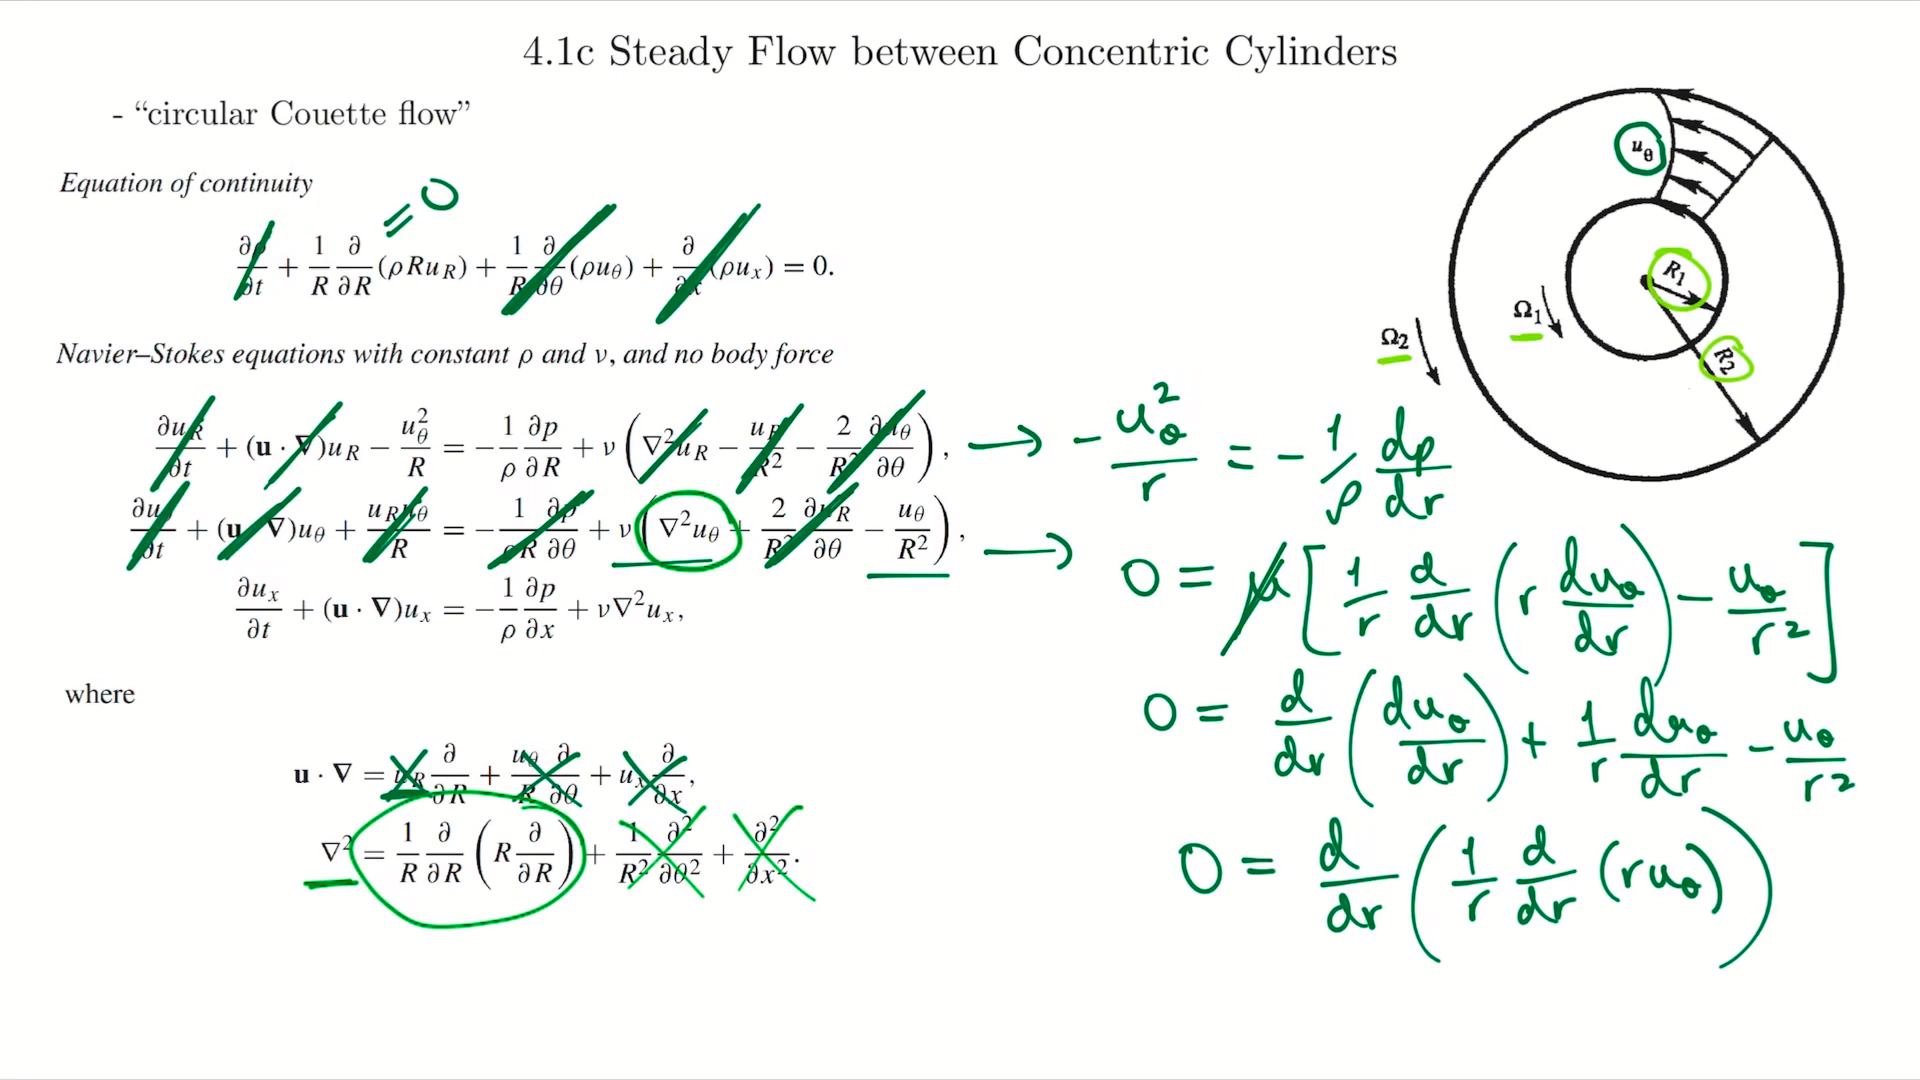 4.1c Steady Flow between Concentric Cylinders
- “circular Couette flow”
Equation of continuity
= 0
∂ρ/∂t + 1/R ∂/∂R (ρRu_R) + 1/R ∂/∂θ (ρu_θ) + ∂/∂x (ρu_x) = 0.
Navier–Stokes equations with constant ρ and ν, and no body force
∂u_R/∂t + (u · ∇)u_R − u_θ²/R = −1/ρ ∂p/∂R + ν(∇²u_R − u_R/R² − 2/R² ∂u_θ/∂θ),
∂u_θ/∂t + (u · ∇)u_θ + u_R u_θ/R = −1/ρR ∂p/∂θ + ν(∇²u_θ + 2/R² ∂u_R/∂θ − u_θ/R²),
∂u_x/∂t + (u · ∇)u_x = −1/ρ ∂p/∂x + ν∇²u_x,
where
u · ∇ = u_R ∂/∂R + u_θ/R ∂/∂θ + u_x ∂/∂x,
∇² = 1/R ∂/∂R (R ∂/∂R) + 1/R² ∂²/∂θ² + ∂²/∂x².
u_θ
R₁
R₂
Ω₁
Ω₂
→ − u_θ²/r = − 1/ρ dp/dr
→ 0 = μ [1/r d/dr (r du_θ/dr) − u_θ/r²]
0 = d/dr (du_θ/dr) + 1/r du_θ/dr − u_θ/r²
0 = d/dr (1/r d/dr (ru_θ))